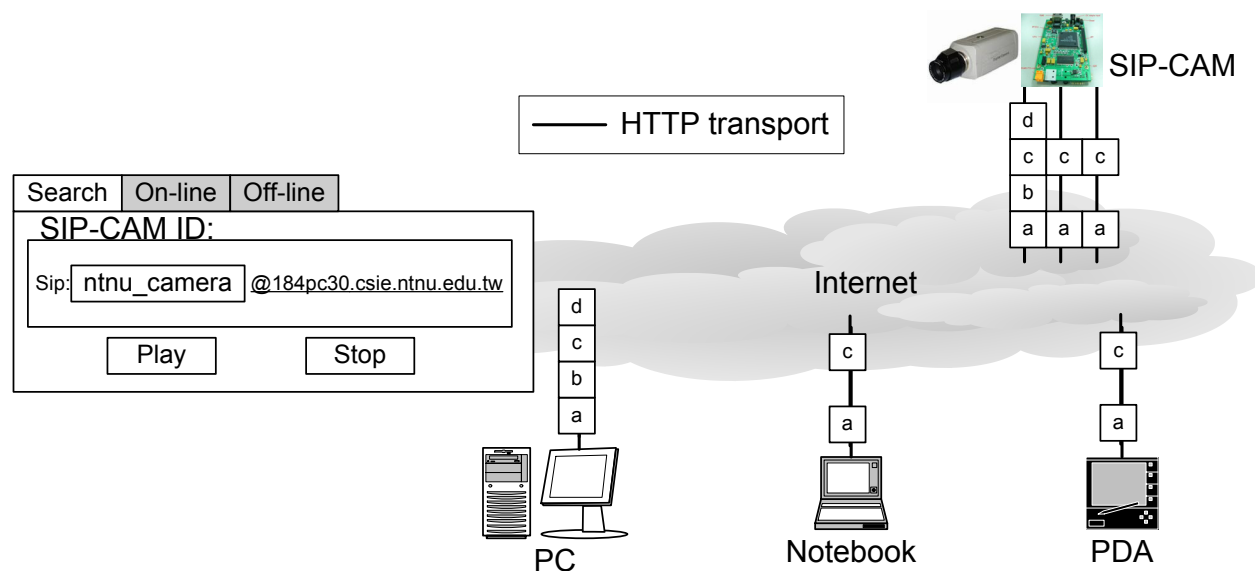 SIP-CAM
HTTP transport
d
c c c
b
a a a
Search On-line Off-line
SIP-CAM ID:
Sip: ntnu_camera @184pc30.csie.ntnu.edu.tw
Play Stop
Internet
d
c
b
a
c
a
c
a
PC
Notebook
PDA